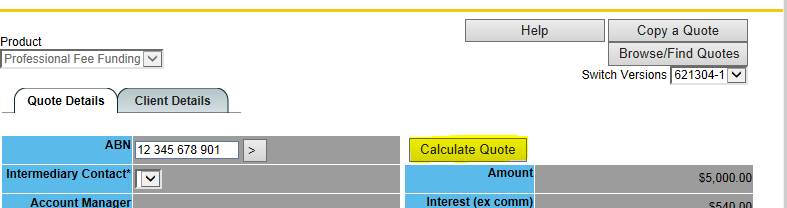 Help
Copy a Quote
Product
Professional Fee Funding
Browse/Find Quotes
Switch Versions 621304-1
Quote Details
Client Details
ABN 12 345 678 901 >
Calculate Quote
Intermediary Contact*
Amount $5,000.00
Account Manager
Interest (ex comm) $540.00